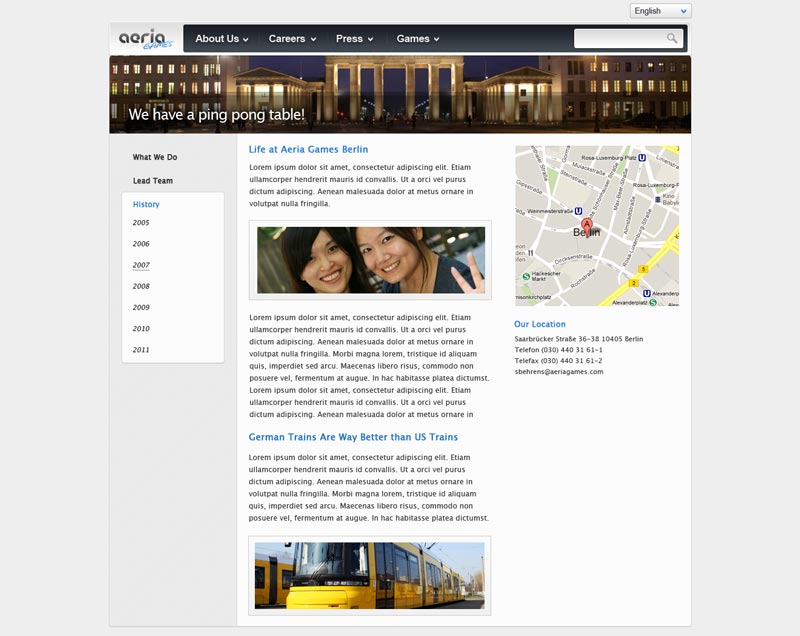 English
aeria
GAMES
About Us
Careers
Press
Games
We have a ping pong table!
What We Do
Lead Team
History
2005
2006
2007
2008
2009
2010
2011
Life at Aeria Games Berlin
Lorem ipsum dolor sit amet, consectetur adipiscing elit. Etiam
ullamcorper hendrerit mauris id convallis. Ut a orci vel purus
dictum adipiscing. Aenean malesuada dolor at metus ornare in
volutpat nulla fringilla.
Lorem ipsum dolor sit amet, consectetur adipiscing elit. Etiam
ullamcorper hendrerit mauris id convallis. Ut a orci vel purus
dictum adipiscing. Aenean malesuada dolor at metus ornare in
volutpat nulla fringilla. Morbi magna lorem, tristique id aliquam
quis, imperdiet sed arcu. Maecenas libero risus, commodo non
posuere vel, fermentum at augue. In hac habitasse platea dictumst.
Lorem ipsum dolor sit amet, consectetur adipiscing elit. Etiam
ullamcorper hendrerit mauris id convallis. Ut a orci vel purus
dictum adipiscing. Aenean malesuada dolor at metus ornare in
German Trains Are Way Better than US Trains
Lorem ipsum dolor sit amet, consectetur adipiscing elit. Etiam
ullamcorper hendrerit mauris id convallis. Ut a orci vel purus
dictum adipiscing. Aenean malesuada dolor at metus ornare in
volutpat nulla fringilla. Morbi magna lorem, tristique id aliquam
quis, imperdiet sed arcu. Maecenas libero risus, commodo non
posuere vel, fermentum at augue. In hac habitasse platea dictumst.
Rosa-Luxemburg-Platz U
Linienstraße
Mulackstraße
Rosa-Luxemburg-
Kino
Babyl
Weinmeisterstraße U
Max-Beer-Straße
Almstadtstraße
A
Berlin
Dircksenstraße
Rochstraße
Hackescher
Markt
5
2
U Alexander
Alexanderplatz S
Our Location
Saarbrücker Straße 36-38 10405 Berlin
Telefon (030) 440 31 61-1
Telefax (030) 440 31 61-2
sbehrens@aeriagames.com